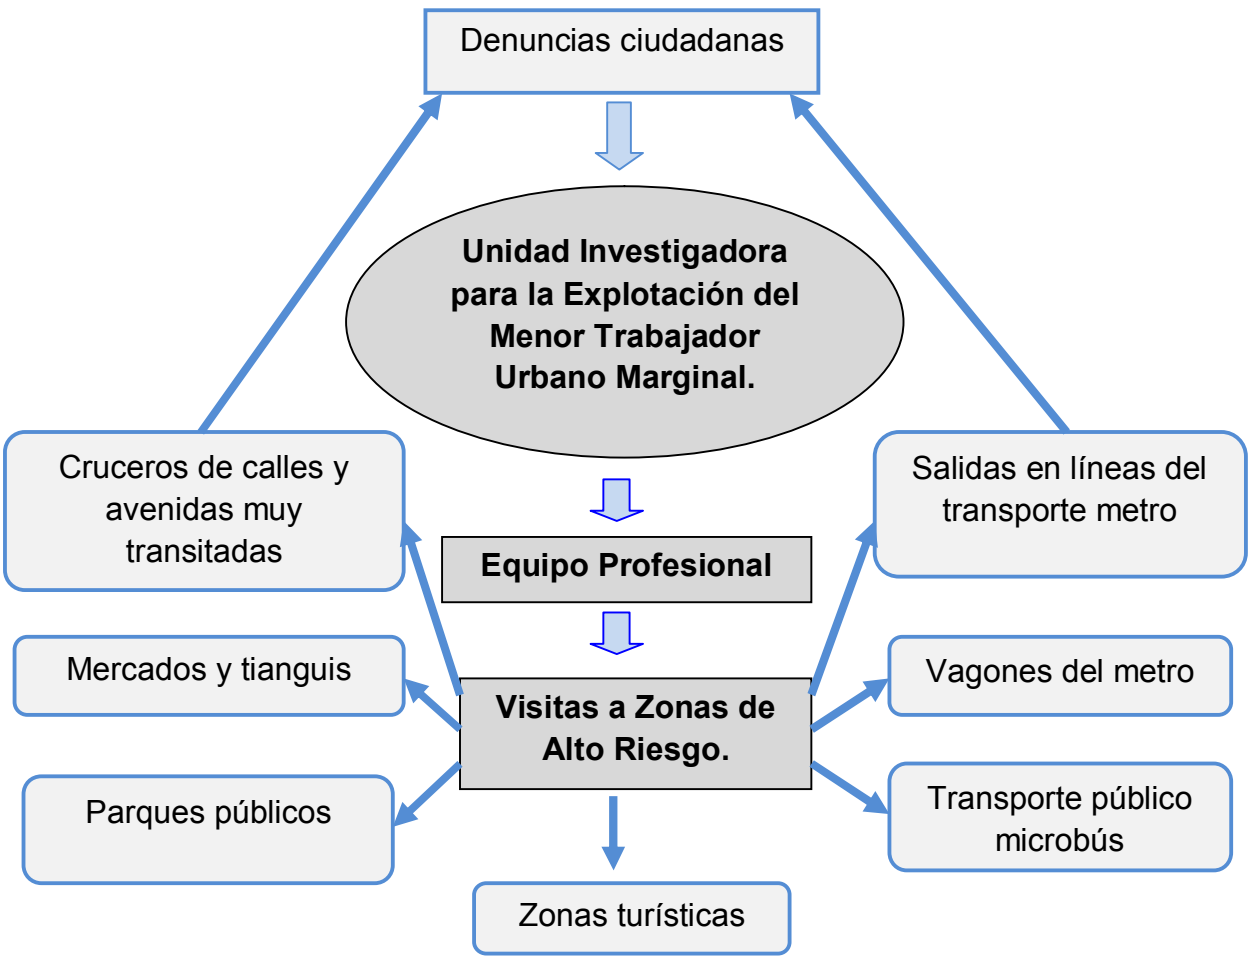 Denuncias ciudadanas
Unidad Investigadora
para la Explotación del
Menor Trabajador
Urbano Marginal.
Cruceros de calles y
avenidas muy
transitadas
Salidas en líneas del
transporte metro
Equipo Profesional
Mercados y tianguis
Vagones del metro
Visitas a Zonas de
Alto Riesgo.
Parques públicos
Transporte público
microbús
Zonas turísticas